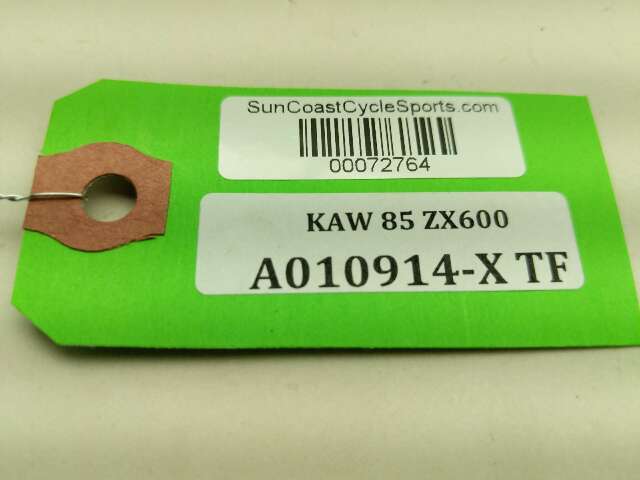 SunCoastCycleSports.com
00072764
KAW 85 ZX600
A010914-X TF